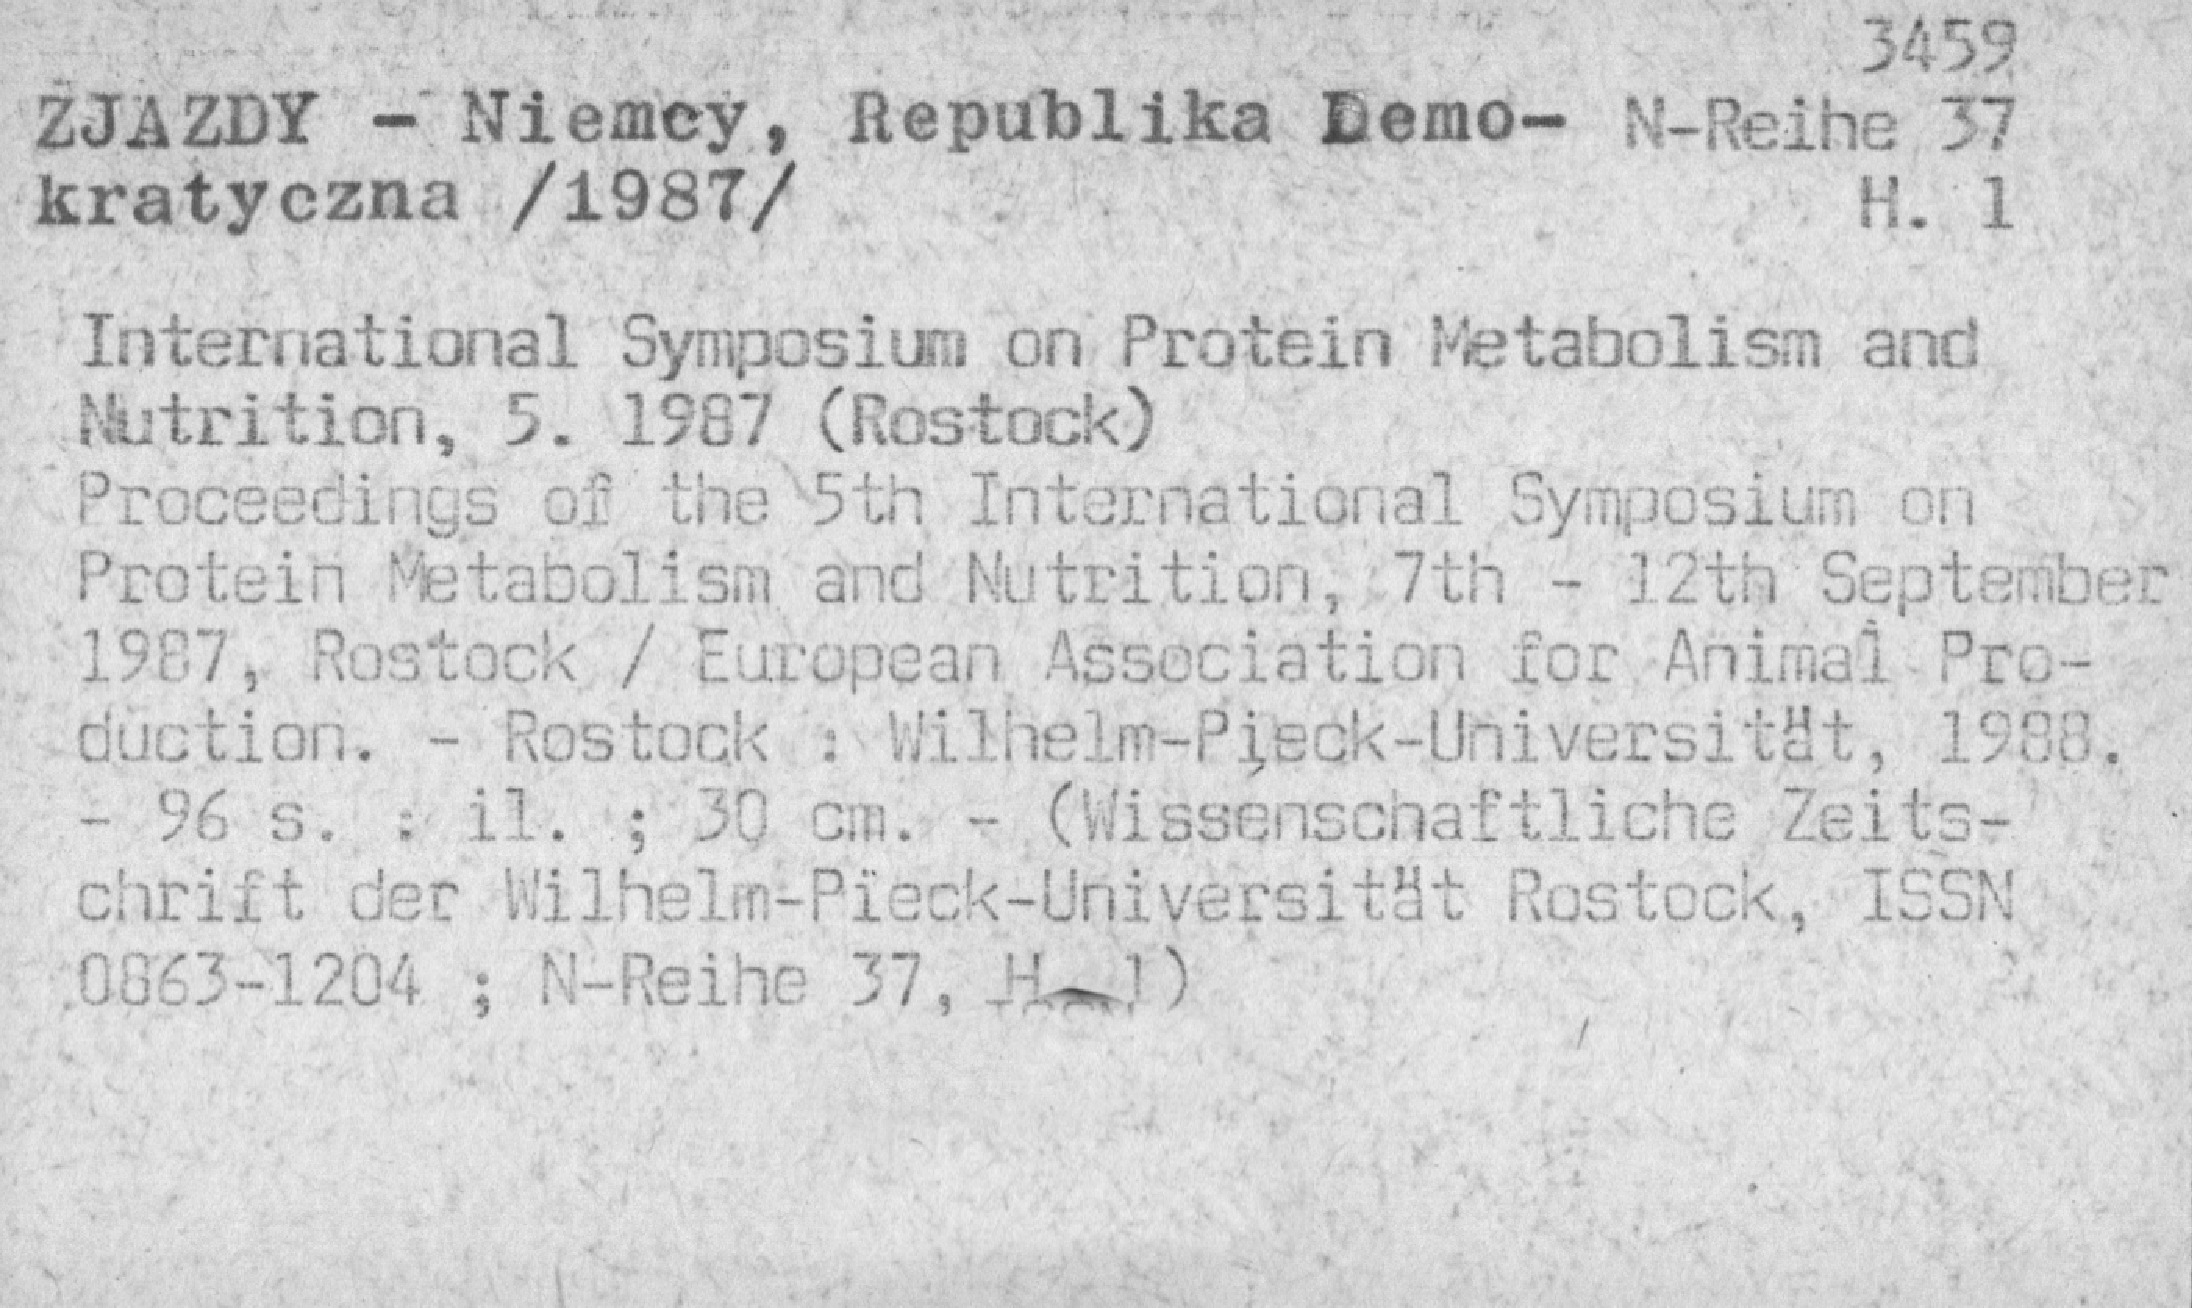 3459
ZJAZDY - Niemcy, Republika Demo- N-Reihe 37
kratyczna /1987/ H. 1
International Symposium on Protein Metabolism and
Nutrition, 5. 1987 (Rostock)
Proceedings of the 5th International Symposium on
Protein Metabolism and Nutrition, 7th - 12th September
1987, Rostock / European Association for Animal Pro-
duction. - Rostock : Wilhelm-Pieck-Universität, 1988.
- 96 s. : il. ; 30 cm. - (Wissenschaftliche Zeits-
chrift der Wilhelm-Pieck-Universität Rostock, ISSN
0863-1204 ; N-Reihe 37, H. 1)